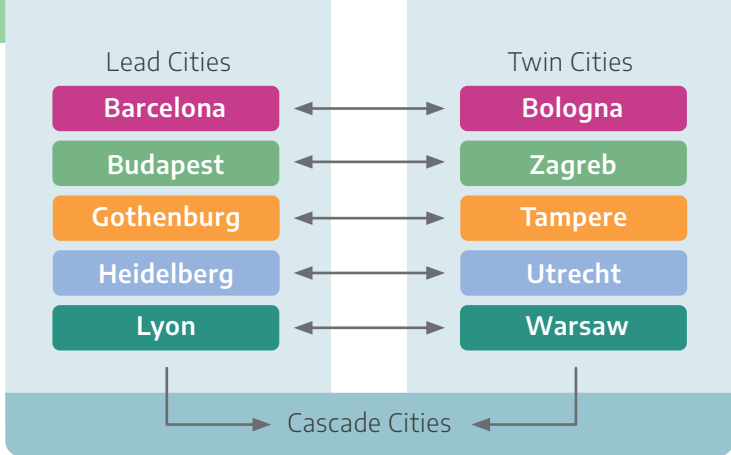 Lead Cities
Twin Cities
Barcelona
Bologna
Budapest
Zagreb
Gothenburg
Tampere
Heidelberg
Utrecht
Lyon
Warsaw
Cascade Cities